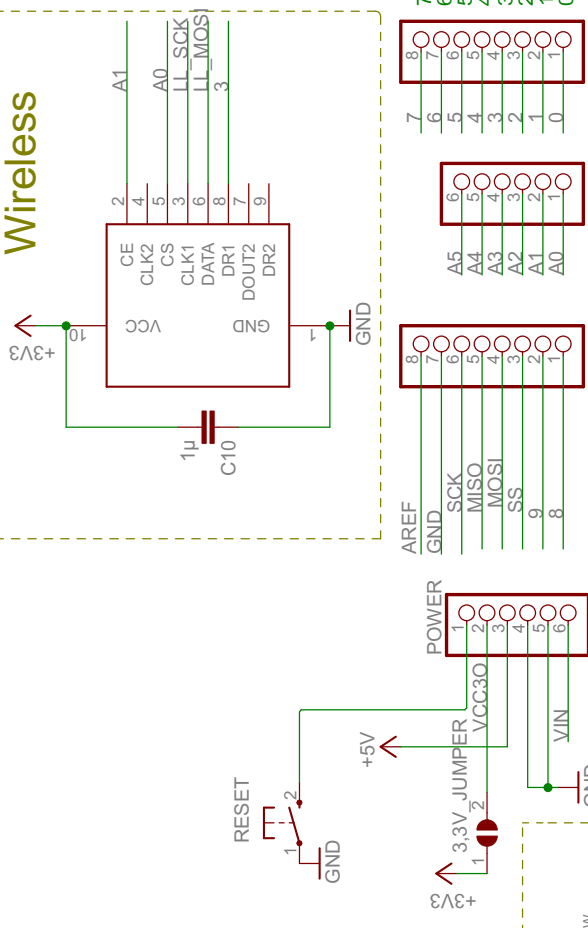 Wireless
A1
A0
LL_SCK
LL_MOSI
3
2
4
5
3
6
8
7
9
CE
CLK2
CS
CLK1
DATA
DR1
DOUT2
DR2
VCC
GND
10
1
+3V3
GND
1µ
C10
8
7
6
5
4
3
2
1
7
6
5
4
3
2
1
0
6
5
4
3
2
1
A5
A4
A3
A2
A1
A0
8
7
6
5
4
3
2
1
AREF
GND
SCK
MISO
MOSI
SS
9
8
POWER
1
2
3
4
5
6
VCC3O
VIN
+5V
RESET
1
2
GND
3,3V_JUMPER
1
2
+3V3
GND